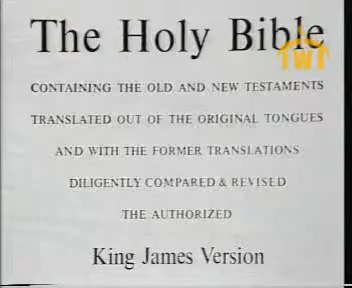 The Holy Bible
TWT
CONTAINING THE OLD AND NEW TESTAMENTS
TRANSLATED OUT OF THE ORIGINAL TONGUES
AND WITH THE FORMER TRANSLATIONS
DILIGENTLY COMPARED & REVISED
THE AUTHORIZED
King James Version